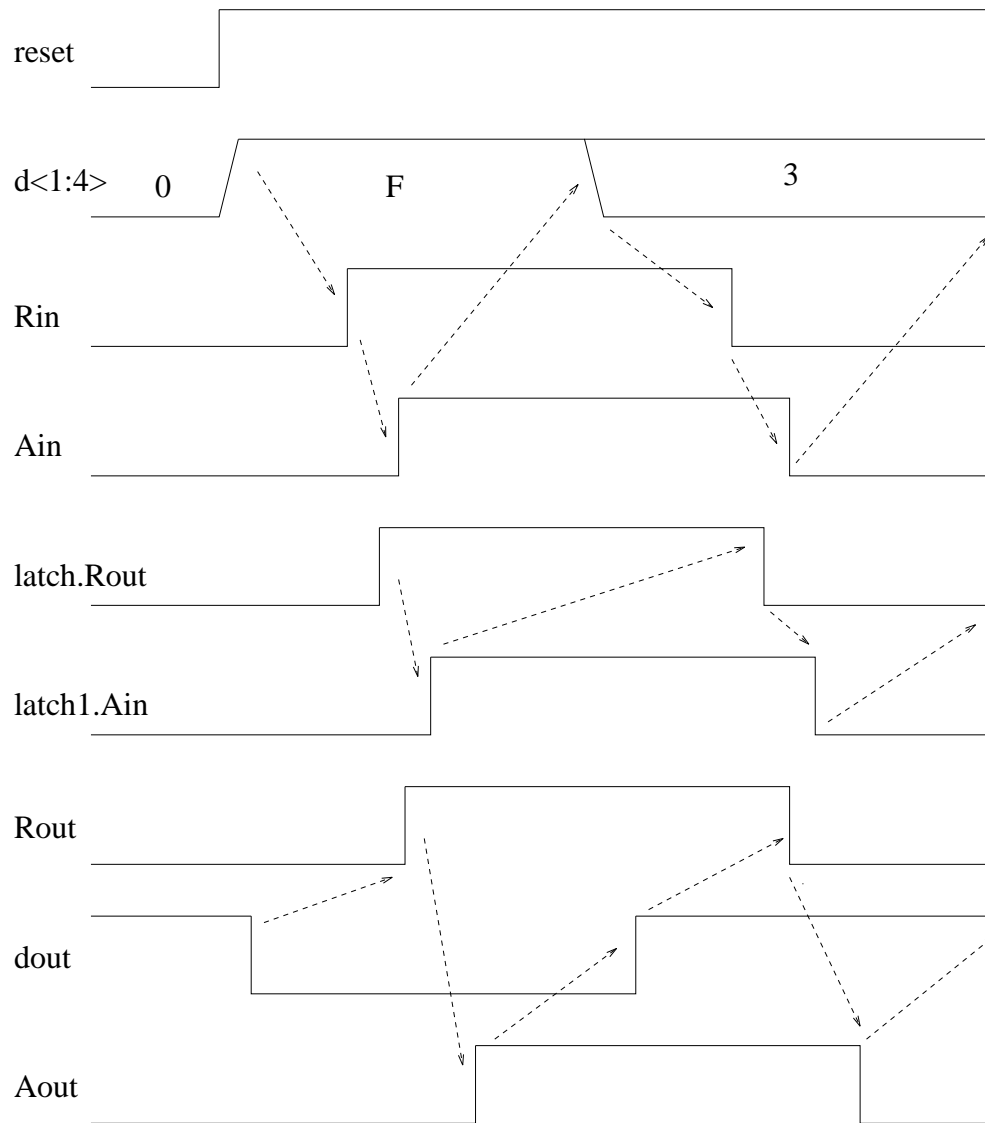 reset
d<1:4> 0 F 3
Rin
Ain
latch.Rout
latch1.Ain
Rout
dout
Aout